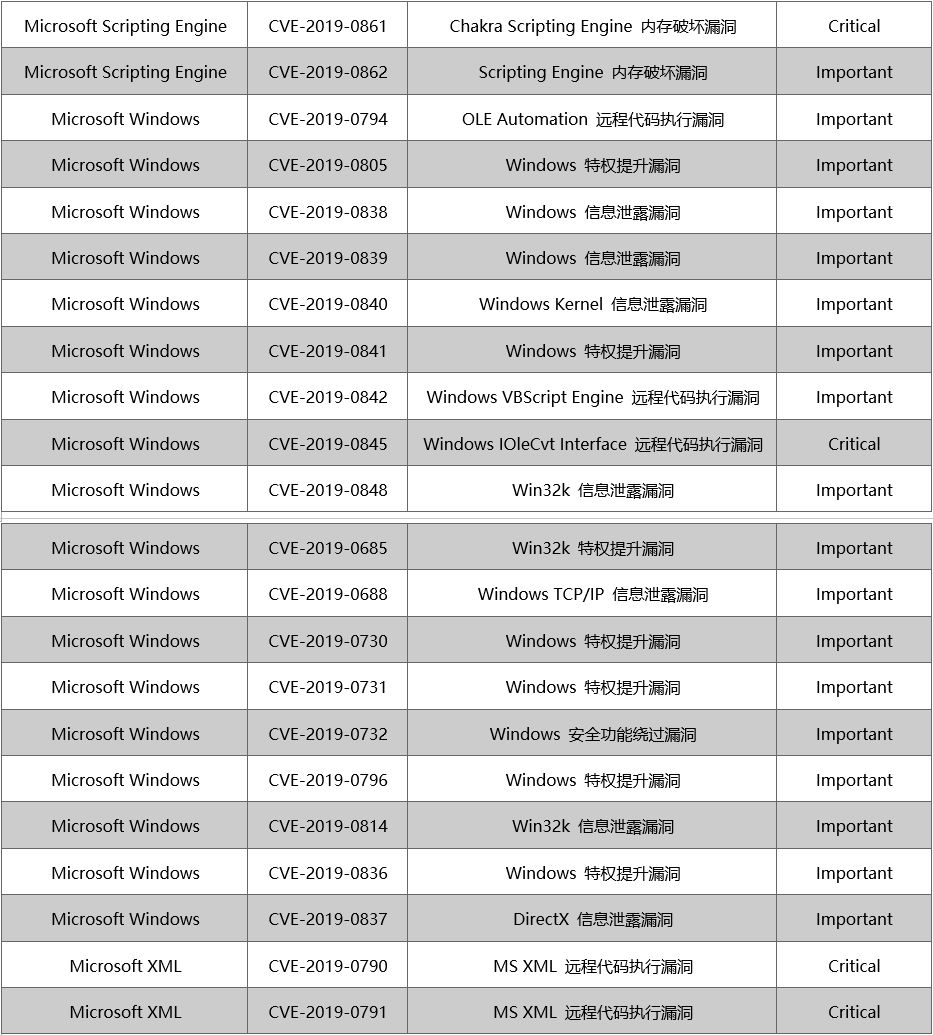 Microsoft Scripting Engine CVE-2019-0861 Chakra Scripting Engine 内存破坏漏洞 Critical
Microsoft Scripting Engine CVE-2019-0862 Scripting Engine 内存破坏漏洞 Important
Microsoft Windows CVE-2019-0794 OLE Automation 远程代码执行漏洞 Important
Microsoft Windows CVE-2019-0805 Windows 特权提升漏洞 Important
Microsoft Windows CVE-2019-0838 Windows 信息泄露漏洞 Important
Microsoft Windows CVE-2019-0839 Windows 信息泄露漏洞 Important
Microsoft Windows CVE-2019-0840 Windows Kernel 信息泄露漏洞 Important
Microsoft Windows CVE-2019-0841 Windows 特权提升漏洞 Important
Microsoft Windows CVE-2019-0842 Windows VBScript Engine 远程代码执行漏洞 Important
Microsoft Windows CVE-2019-0845 Windows IOleCvt Interface 远程代码执行漏洞 Critical
Microsoft Windows CVE-2019-0848 Win32k 信息泄露漏洞 Important
Microsoft Windows CVE-2019-0685 Win32k 特权提升漏洞 Important
Microsoft Windows CVE-2019-0688 Windows TCP/IP 信息泄露漏洞 Important
Microsoft Windows CVE-2019-0730 Windows 特权提升漏洞 Important
Microsoft Windows CVE-2019-0731 Windows 特权提升漏洞 Important
Microsoft Windows CVE-2019-0732 Windows 安全功能绕过漏洞 Important
Microsoft Windows CVE-2019-0796 Windows 特权提升漏洞 Important
Microsoft Windows CVE-2019-0814 Win32k 信息泄露漏洞 Important
Microsoft Windows CVE-2019-0836 Windows 特权提升漏洞 Important
Microsoft Windows CVE-2019-0837 DirectX 信息泄露漏洞 Important
Microsoft XML CVE-2019-0790 MS XML 远程代码执行漏洞 Critical
Microsoft XML CVE-2019-0791 MS XML 远程代码执行漏洞 Critical